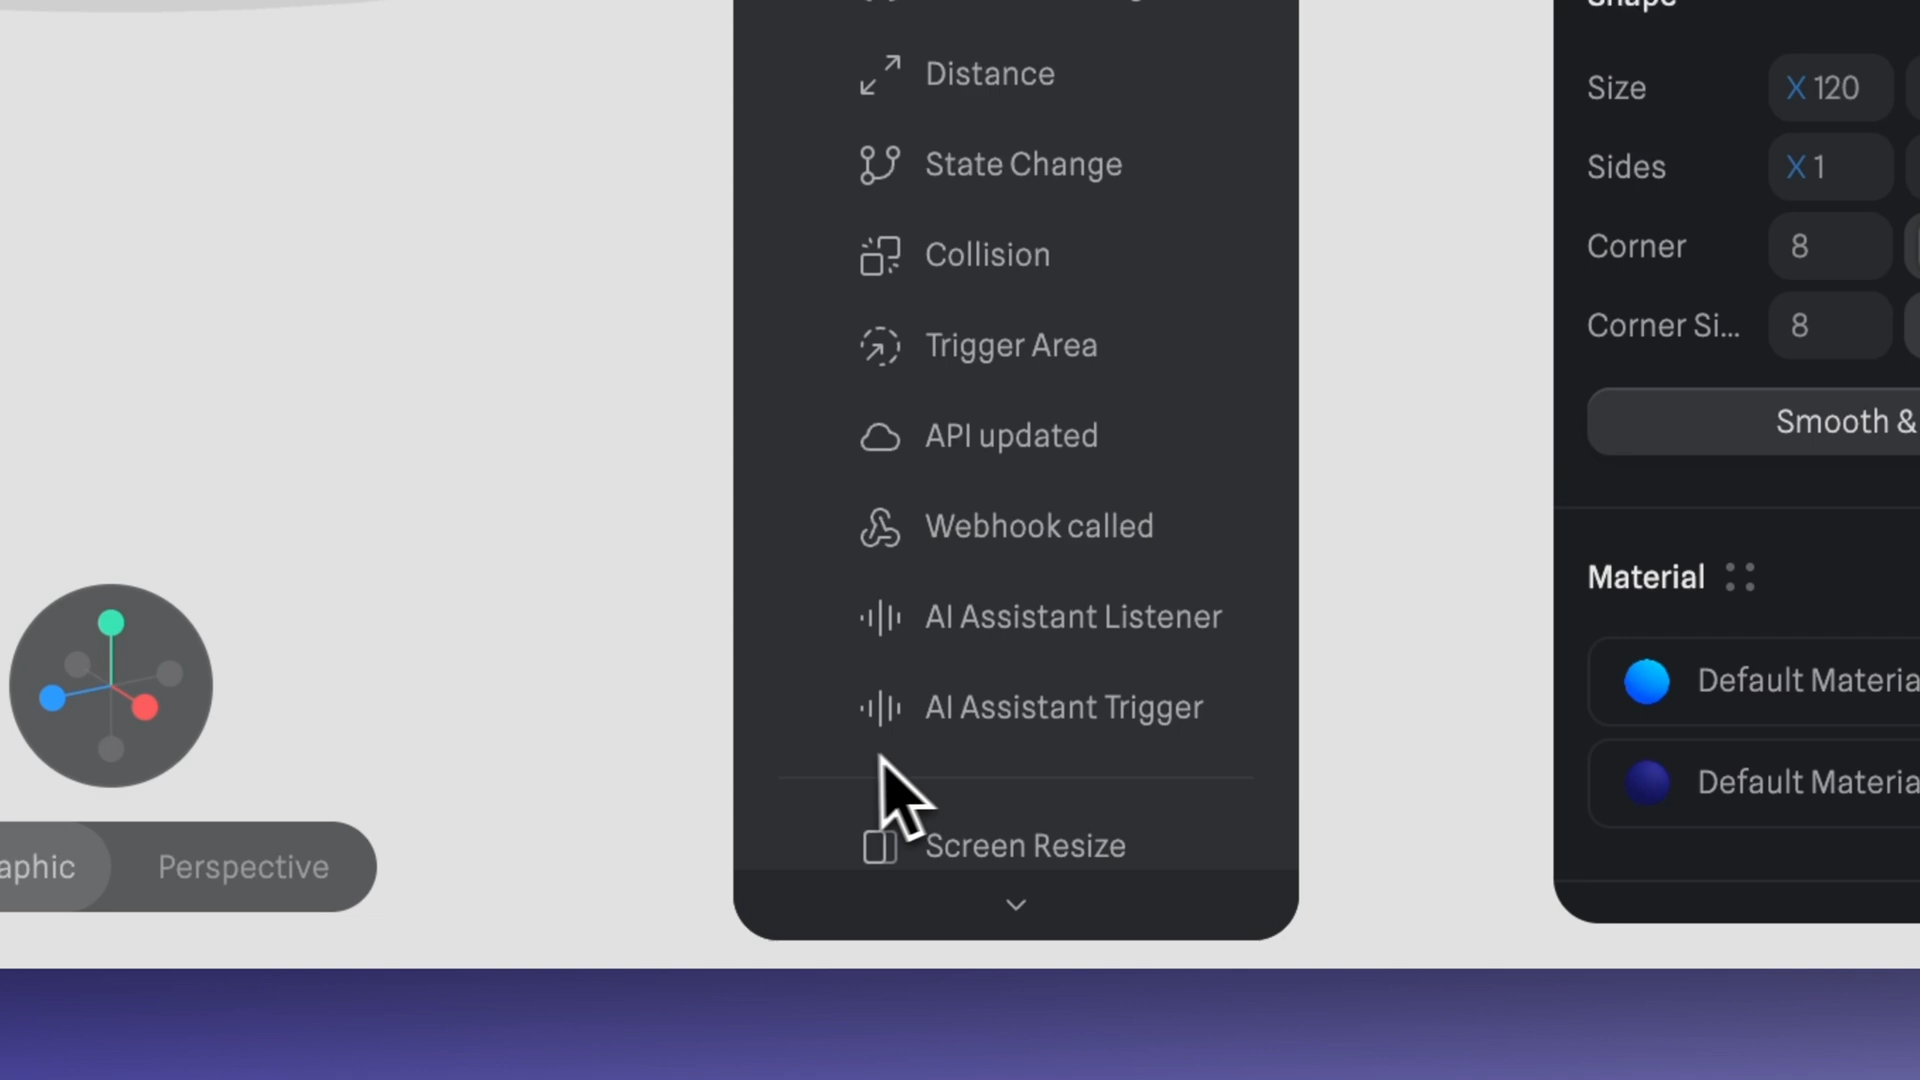 Distance
State Change
Collision
Trigger Area
API updated
Webhook called
AI Assistant Listener
AI Assistant Trigger
Screen Resize
Shape
Size X 120
Sides X 1
Corner 8
Corner Si... 8
Smooth &
Material
Default Materia
Default Materia
aphic Perspective